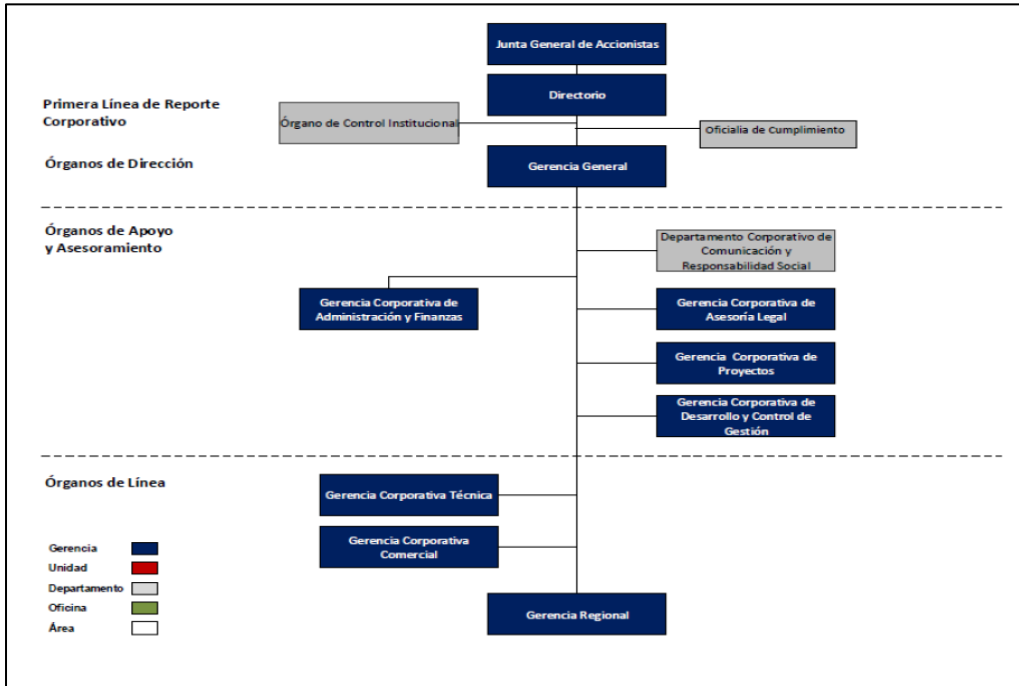 Junta General de Accionistas
Directorio
Primera Línea de Reporte
Corporativo
Órgano de Control Institucional
Oficialia de Cumplimiento
Órganos de Dirección
Gerencia General
Órganos de Apoyo
y Asesoramiento
Departamento Corporativo de
Comunicación y
Responsabilidad Social
Gerencia Corporativa de
Administración y Finanzas
Gerencia Corporativa de
Asesoría Legal
Gerencia Corporativa de
Proyectos
Gerencia Corporativa de
Desarrollo y Control de
Gestión
Órganos de Línea
Gerencia Corporativa Técnica
Gerencia Corporativa
Comercial
Gerencia Regional
Gerencia
Unidad
Departamento
Oficina
Área